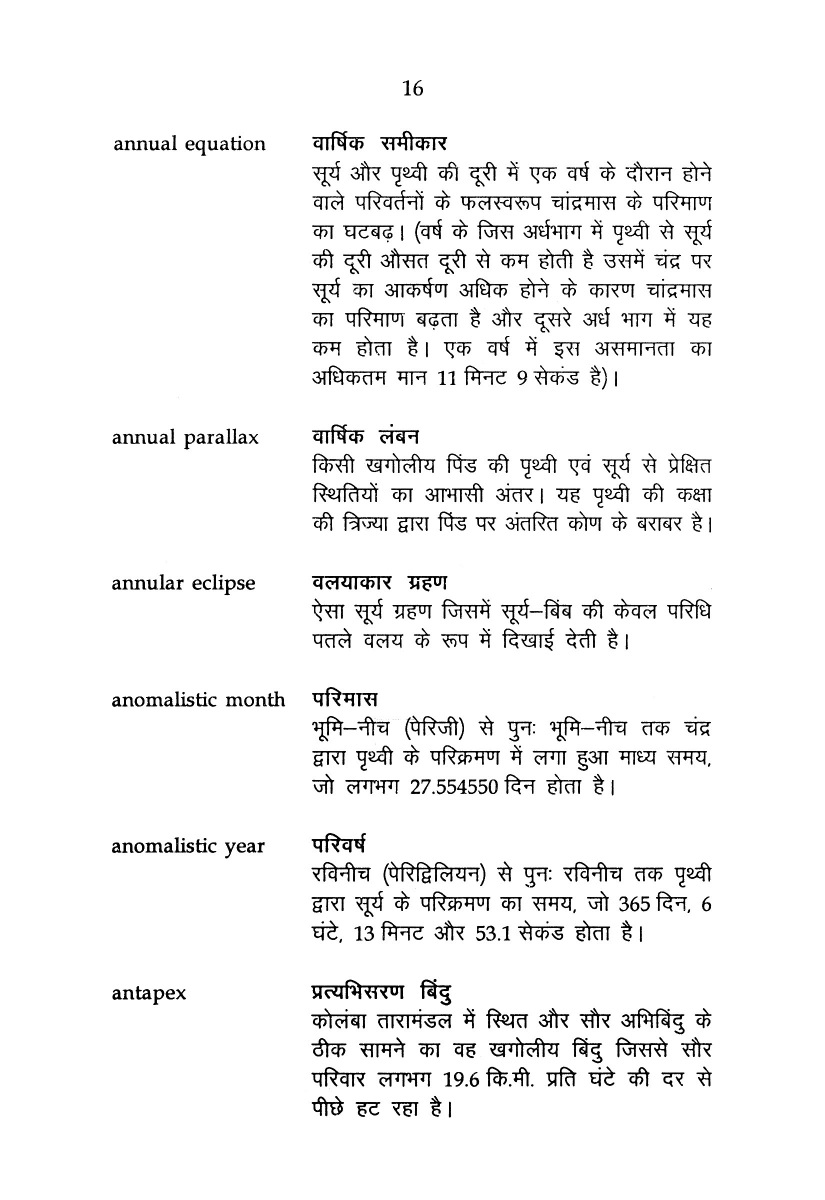 16
annual equation वार्षिक समीकार
सूर्य और पृथ्वी की दूरी में एक वर्ष के दौरान होने
वाले परिवर्तनों के फलस्वरूप चांद्रमास के परिमाण
का घटबढ़। (वर्ष के जिस अर्धभाग में पृथ्वी से सूर्य
की दूरी औसत दूरी से कम होती है उसमें चंद्र पर
सूर्य का आकर्षण अधिक होने के कारण चांद्रमास
का परिमाण बढ़ता है और दूसरे अर्ध भाग में यह
कम होता है। एक वर्ष में इस असमानता का
अधिकतम मान 11 मिनट 9 सेकंड है)।
annual parallax वार्षिक लंबन
किसी खगोलीय पिंड की पृथ्वी एवं सूर्य से प्रेक्षित
स्थितियों का आभासी अंतर। यह पृथ्वी की कक्षा
की त्रिज्या द्वारा पिंड पर अंतरित कोण के बराबर है।
annular eclipse वलयाकार ग्रहण
ऐसा सूर्य ग्रहण जिसमें सूर्य–बिंब की केवल परिधि
पतले वलय के रूप में दिखाई देती है।
anomalistic month परिमास
भूमि–नीच (पेरिजी) से पुनः भूमि–नीच तक चंद्र
द्वारा पृथ्वी के परिक्रमण में लगा हुआ माध्य समय,
जो लगभग 27.554550 दिन होता है।
anomalistic year परिवर्ष
रविनीच (पेरिद्विलियन) से पुनः रविनीच तक पृथ्वी
द्वारा सूर्य के परिक्रमण का समय, जो 365 दिन, 6
घंटे, 13 मिनट और 53.1 सेकंड होता है।
antapex प्रत्यभिसरण बिंदु
कोलंबा तारामंडल में स्थित और सौर अभिबिंदु के
ठीक सामने का वह खगोलीय बिंदु जिससे सौर
परिवार लगभग 19.6 कि.मी. प्रति घंटे की दर से
पीछे हट रहा है।